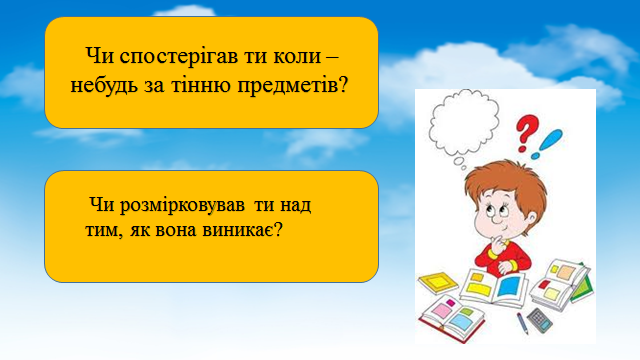 Чи спостерігав ти коли –
небудь за тінню предметів?
Чи розмірковував ти над
тим, як вона виникає?